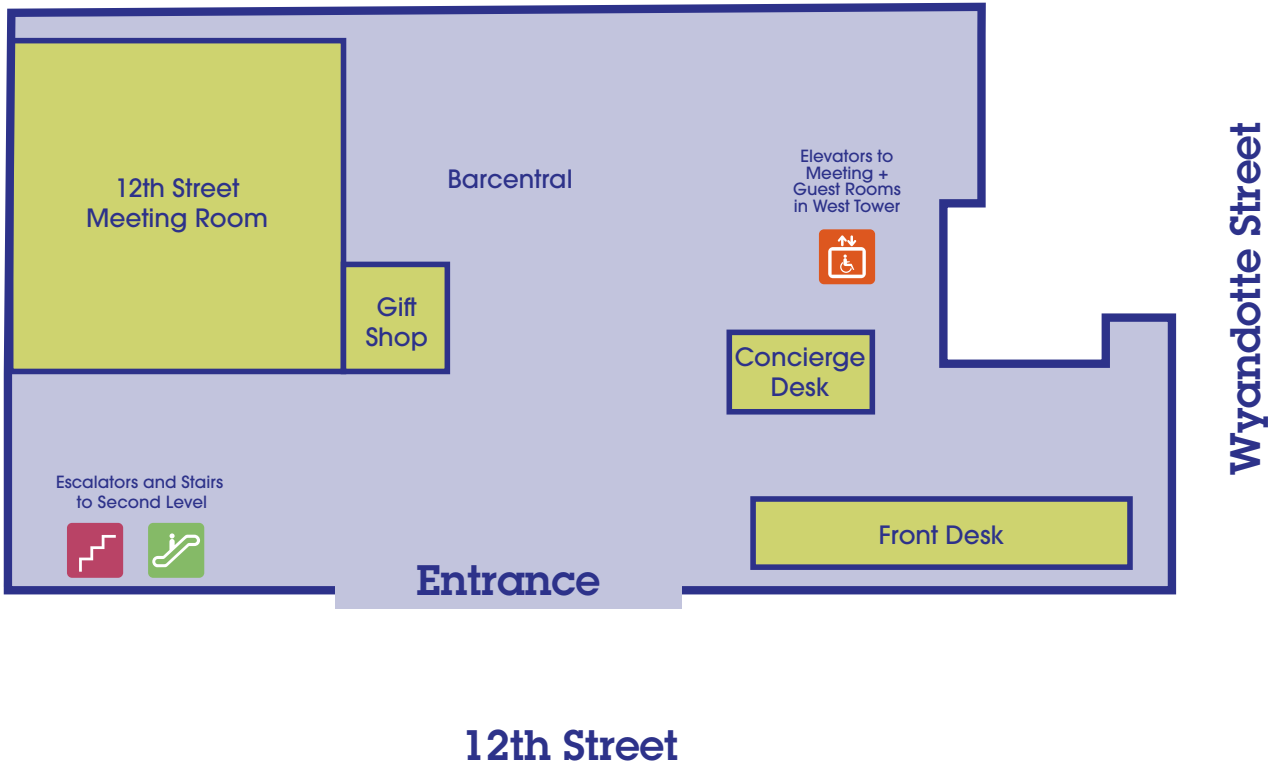 12th Street
Meeting Room
Barcentral
Elevators to
Meeting +
Guest Rooms
in West Tower
Gift
Shop
Concierge
Desk
Escalators and Stairs
to Second Level
Front Desk
Entrance
12th Street
Wyandotte Street